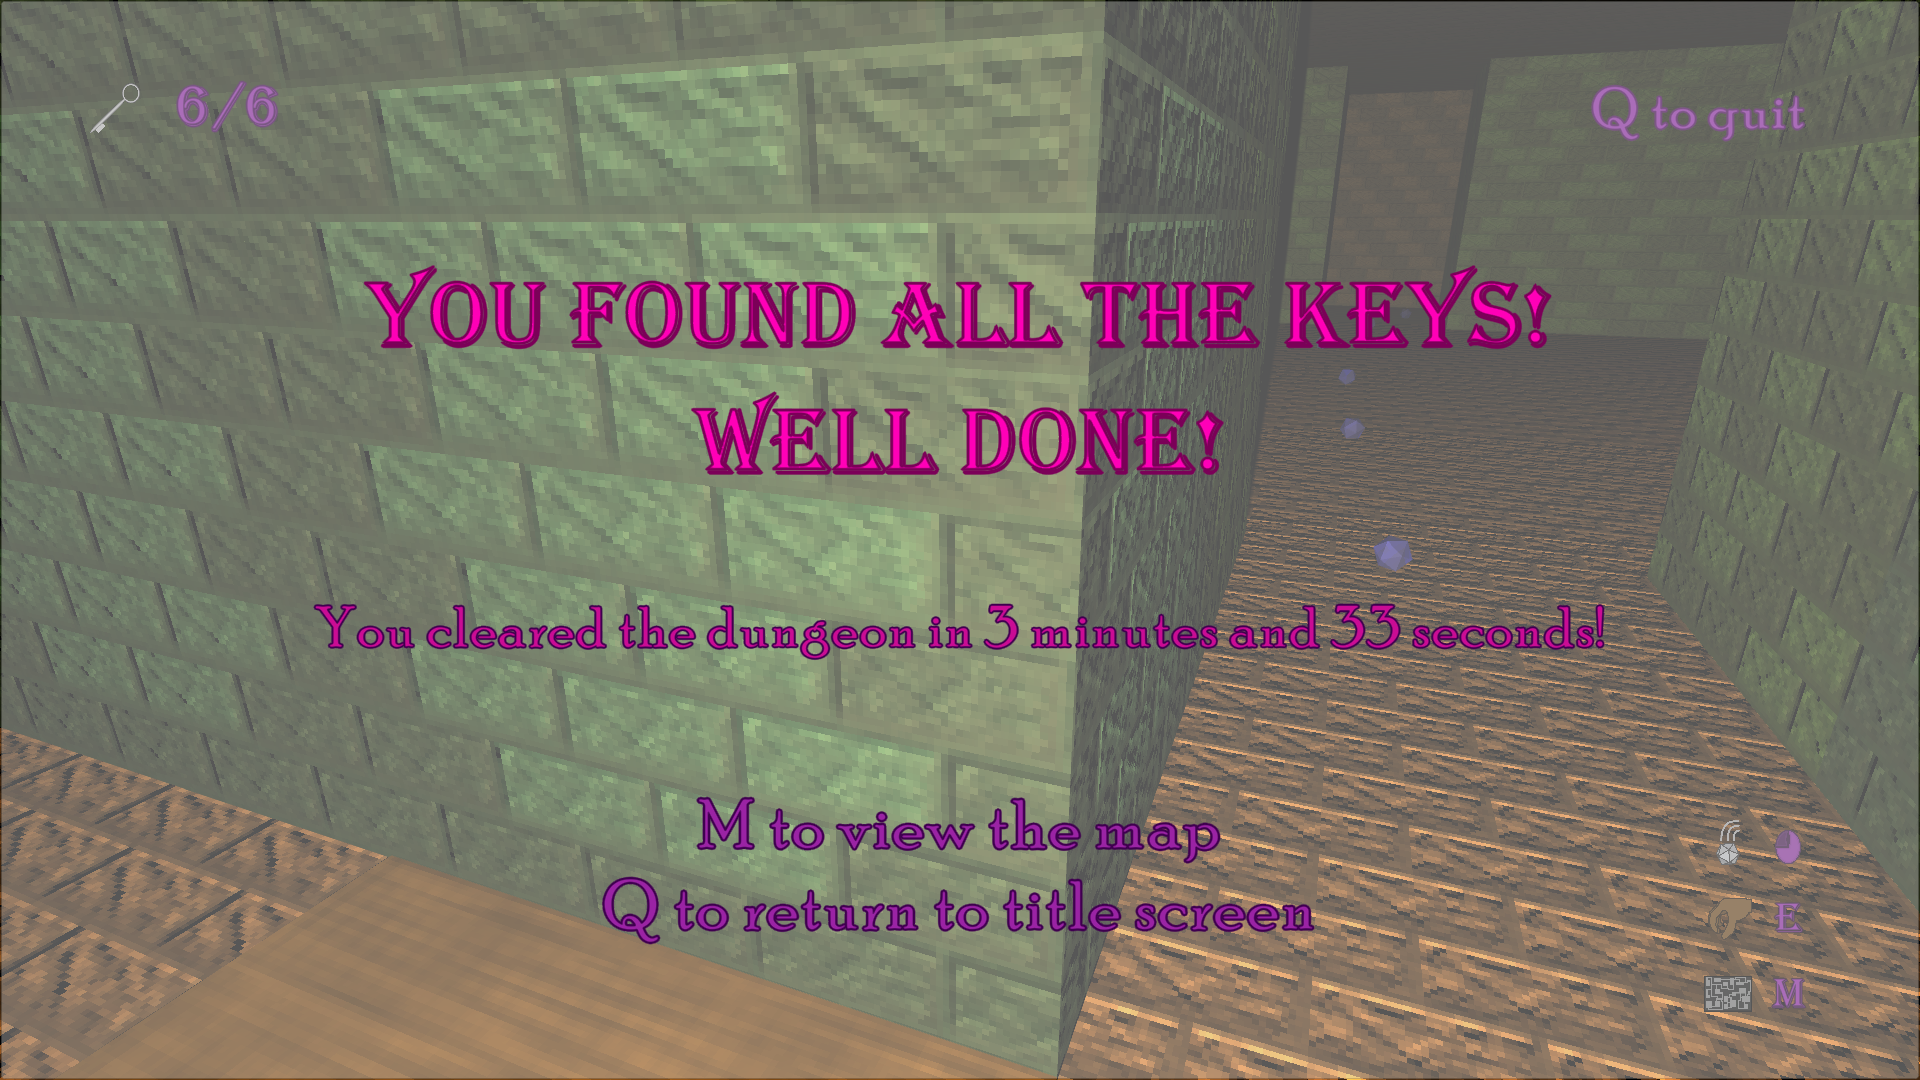 6/6
Q to quit
YOU FOUND ALL THE KEYS!
WELL DONE!
You cleared the dungeon in 3 minutes and 33 seconds!
M to view the map
Q to return to title screen
E
M